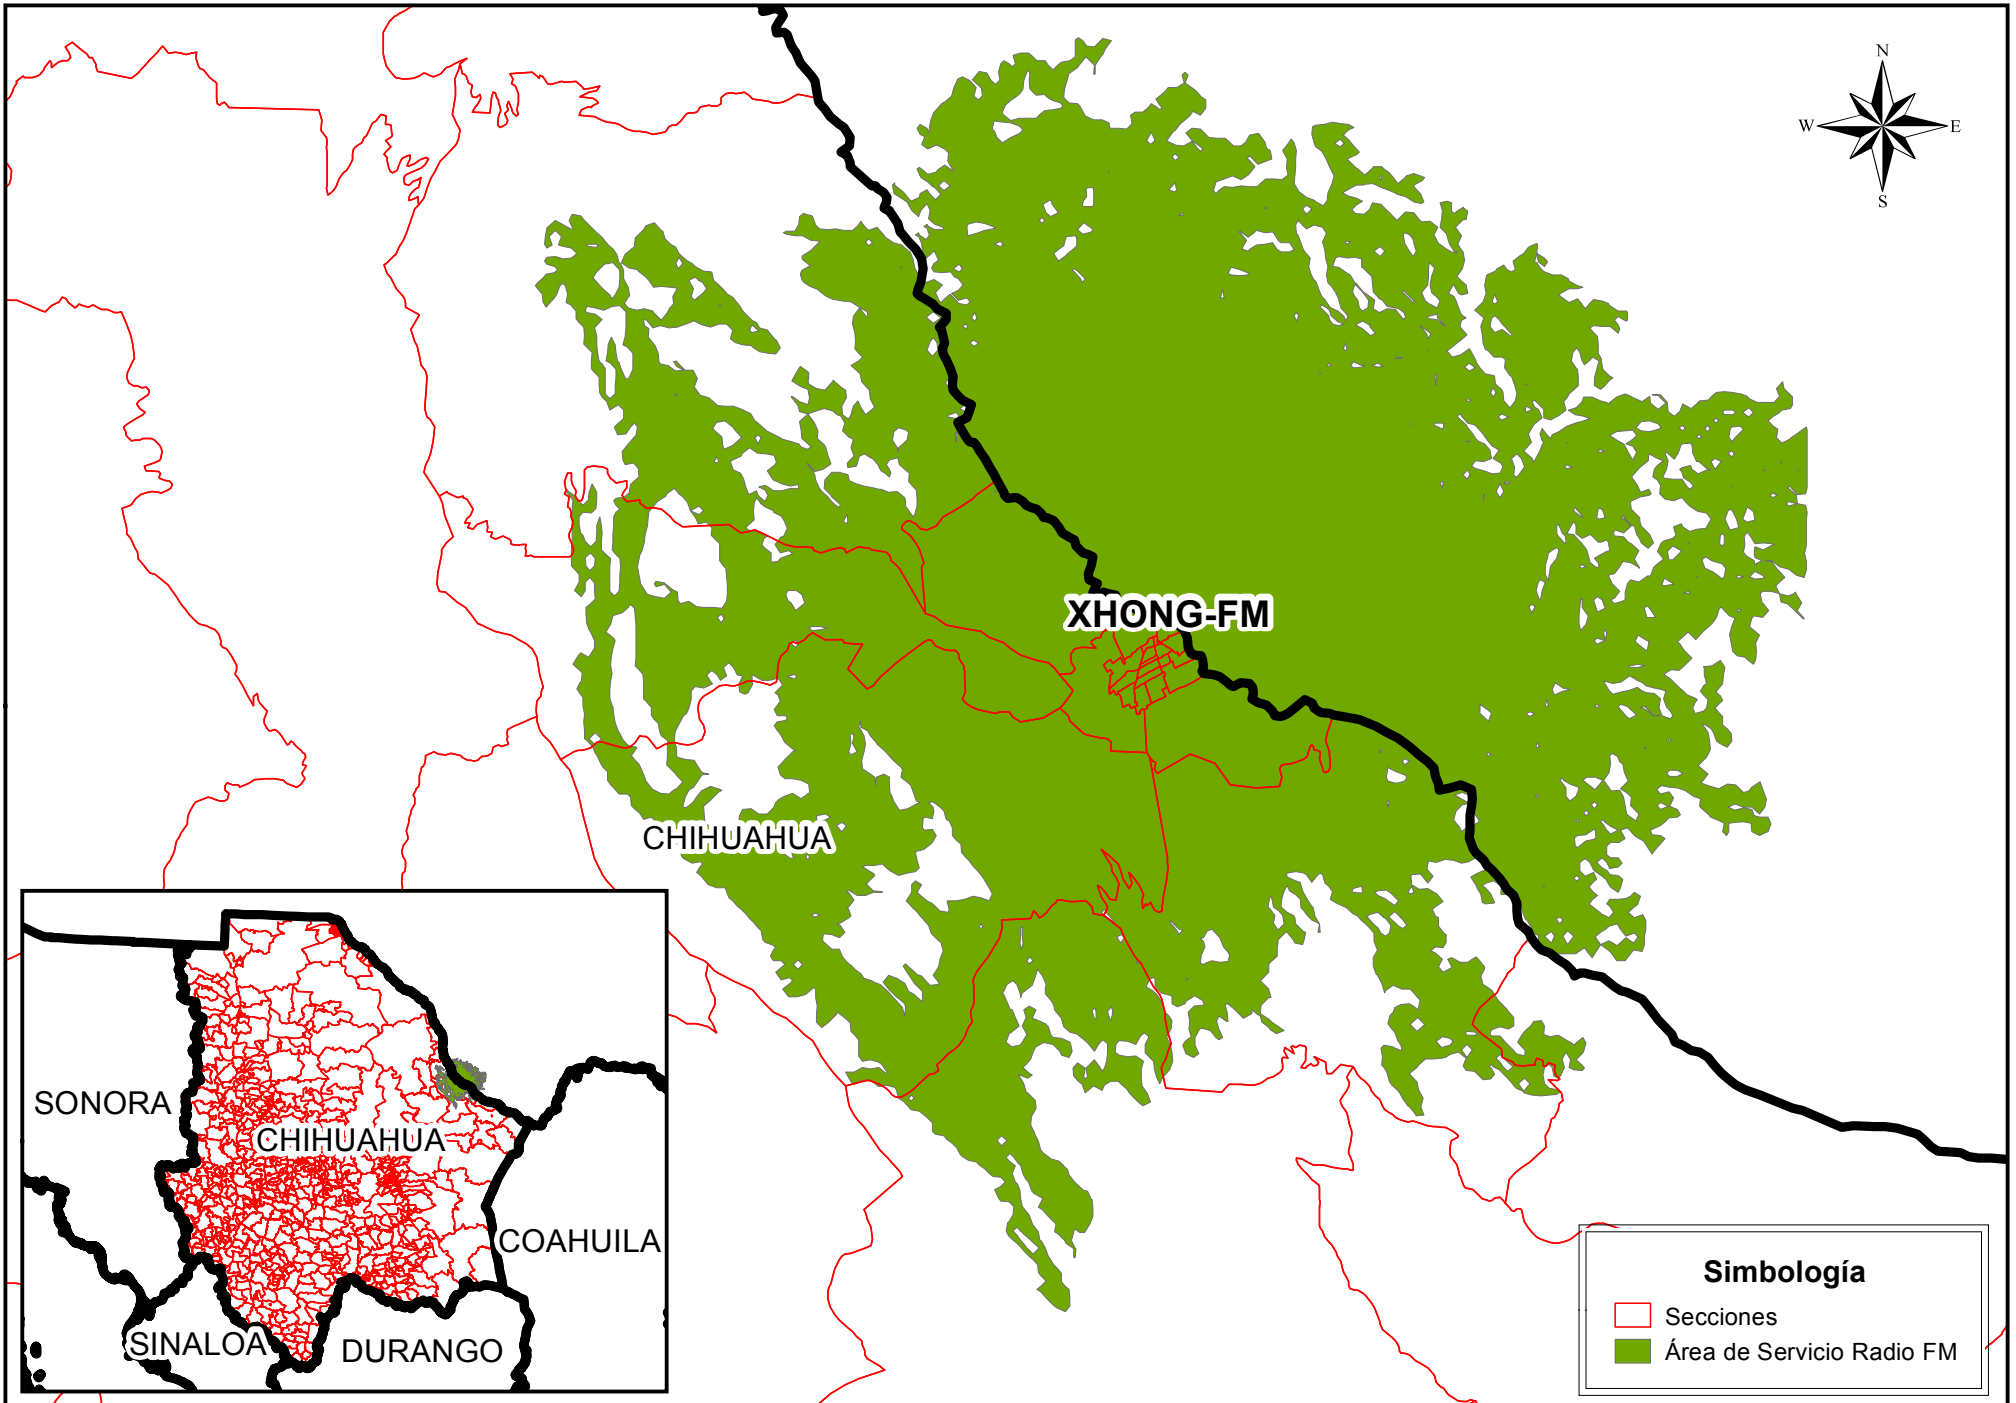 N
W E
S
XHONG-FM
CHIHUAHUA
SONORA
CHIHUAHUA
COAHUILA
SINALOA
DURANGO
Simbología
Secciones
Área de Servicio Radio FM